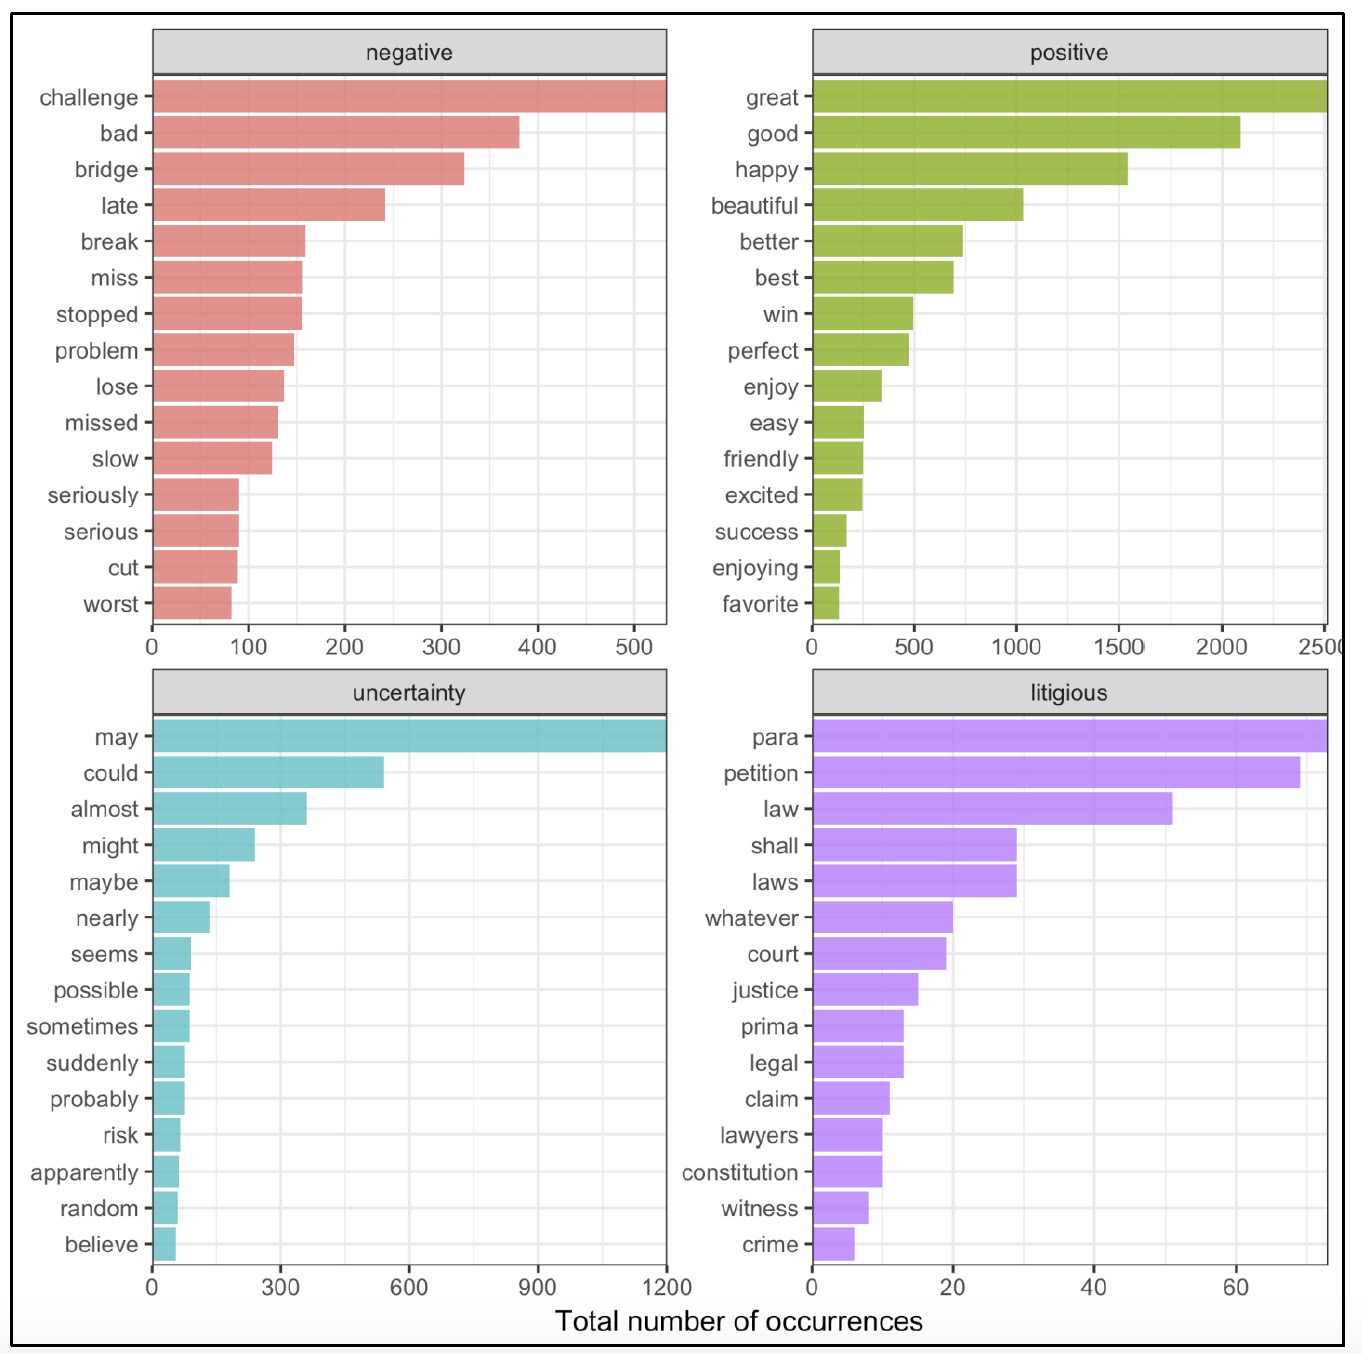 negative
challenge
bad
bridge
late
break
miss
stopped
problem
lose
missed
slow
seriously
serious
cut
worst
0 100 200 300 400 500
positive
great
good
happy
beautiful
better
best
win
perfect
enjoy
easy
friendly
excited
success
enjoying
favorite
0 500 1000 1500 2000 2500
uncertainty
may
could
almost
might
maybe
nearly
seems
possible
sometimes
suddenly
probably
risk
apparently
random
believe
0 300 600 900 1200
litigious
para
petition
law
shall
laws
whatever
court
justice
prima
legal
claim
lawyers
constitution
witness
crime
0 20 40 60
Total number of occurrences